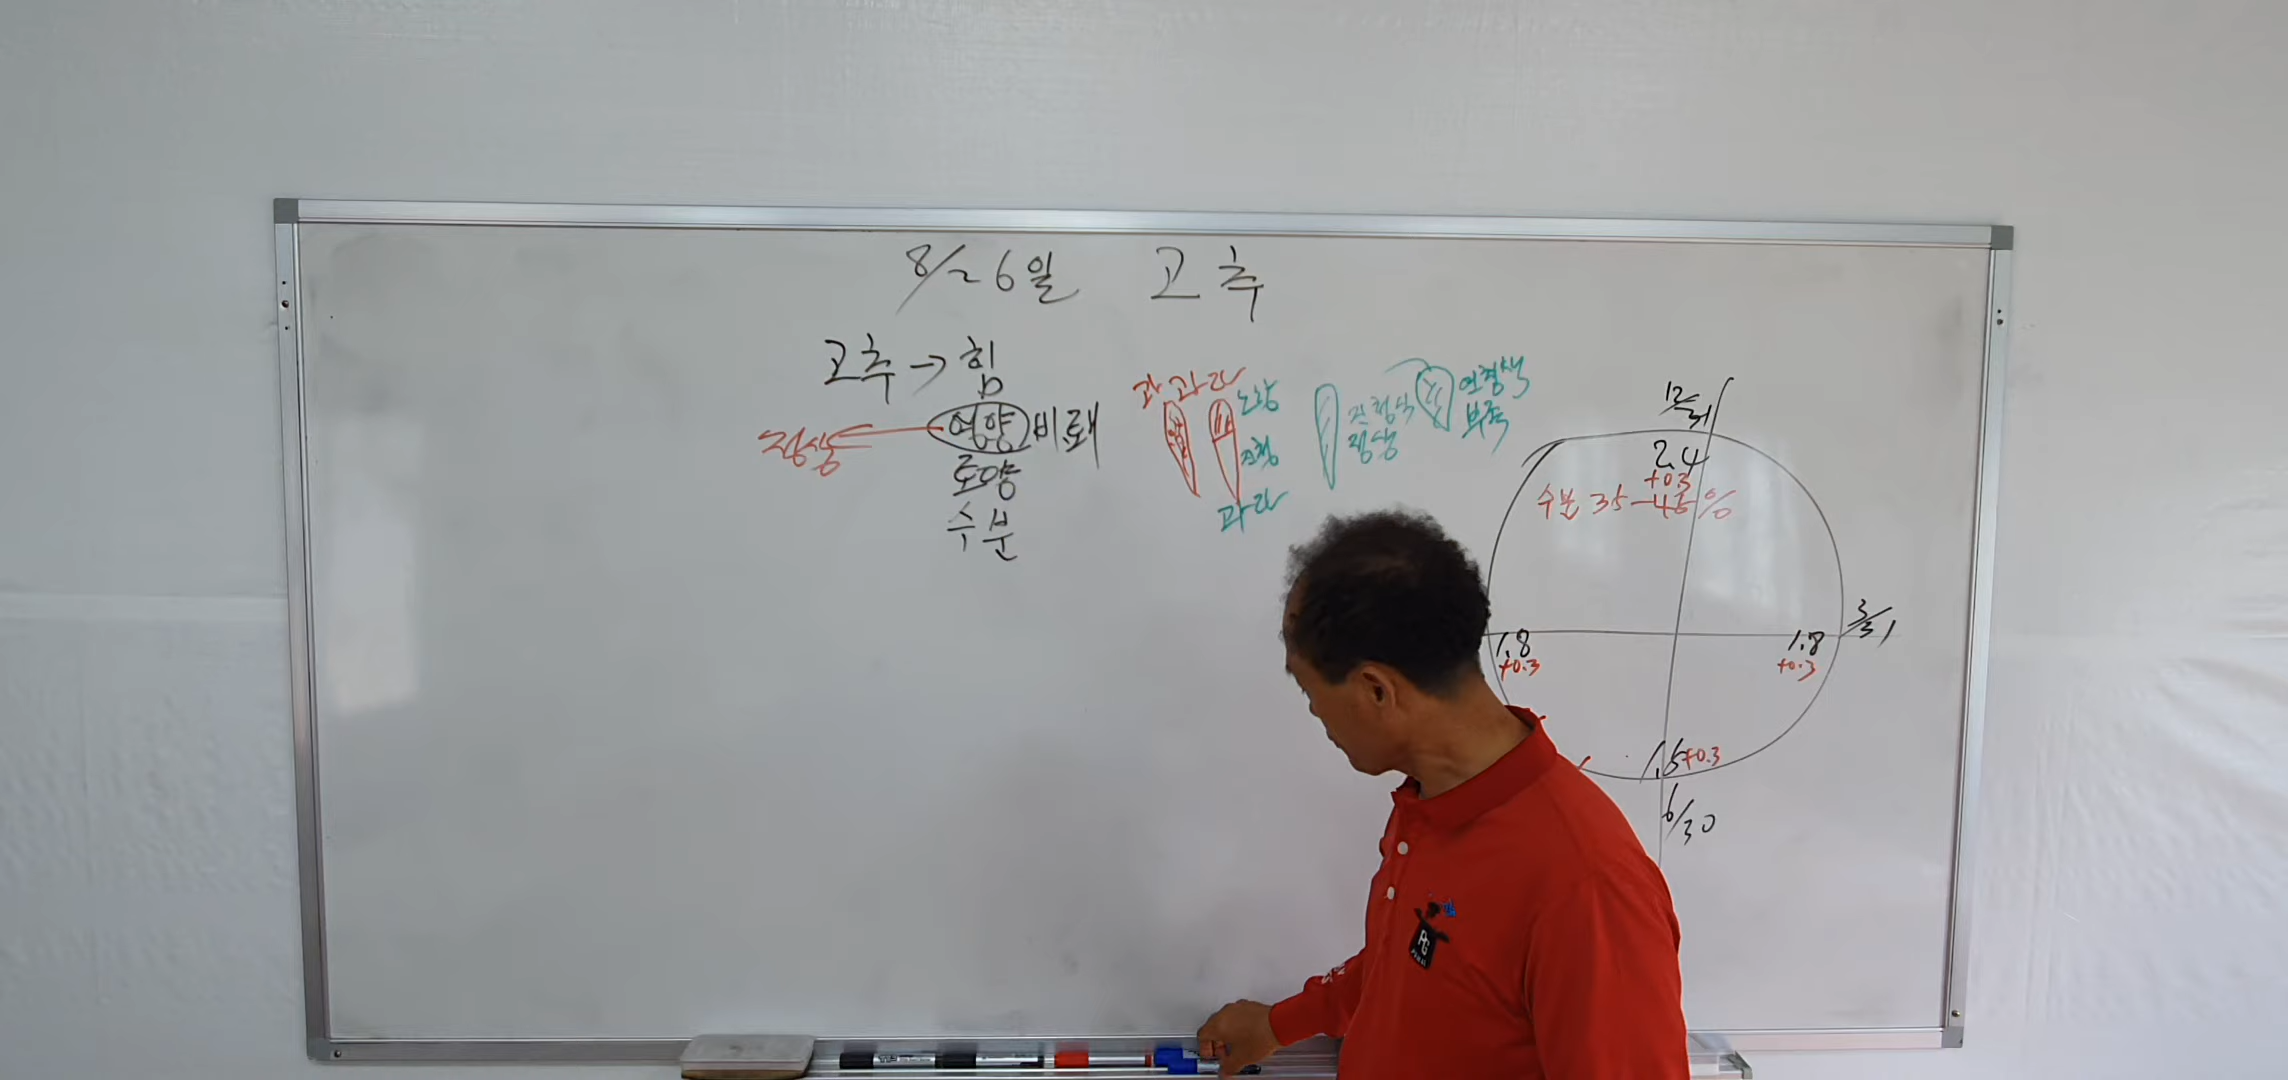 8/26일 고추
고추 → 힘
영양 비료
정상
토양
수분
과 과다
노랑
진청
과다
진청색
정상
연청색
부족
12/31
2.4
+0.3
수분 35-45%
3/31
1.8
+0.3
1.8
+0.3
1.5+0.3
6/30